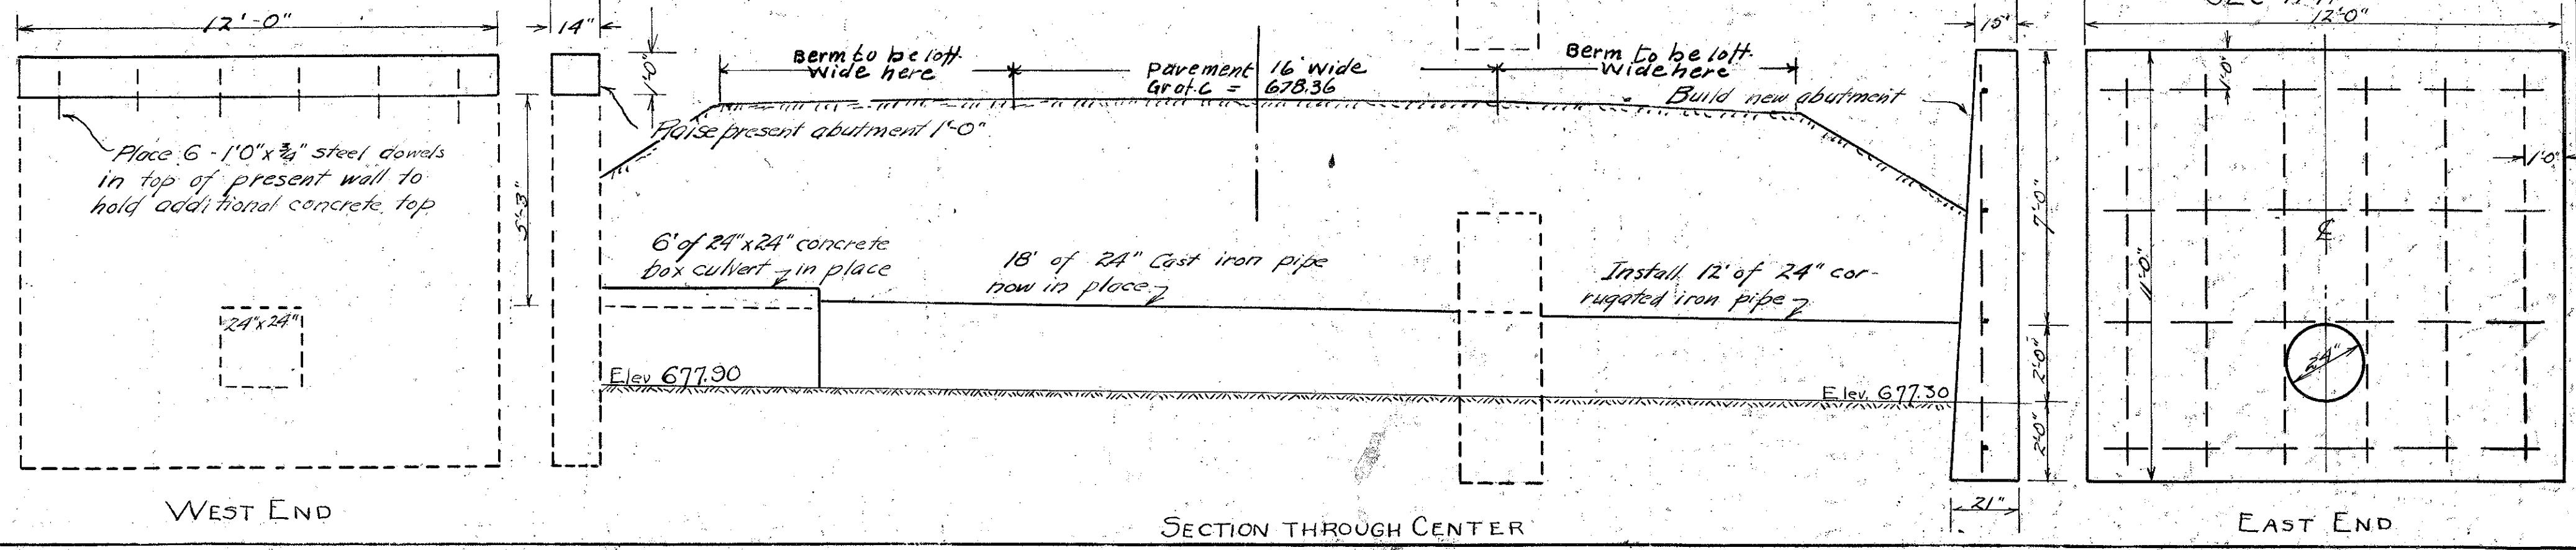 12'-0"
14"
1'-0"
Berm to be 10ft.
wide here
pavement 16' wide
Gr at C = 678.36
Berm to be 10ft.
wide here
15"
12'-0"
1'-0"
Build new abutment
Raise present abutment 1'-0"
Place 6 - 1'0" x 3/4" steel dowels
in top of present wall to
hold additional concrete top
5'-3"
1'0"
7'-0"
℄
11'-0"
6' of 24"x24" concrete
box culvert in place
18' of 24" Cast iron pipe
now in place
Install 12' of 24" cor-
rugated iron pipe
24"x24"
24"
2'-0"
Elev 677.90
Elev. 677.30
2'-0"
21"
WEST END
SECTION THROUGH CENTER
EAST END